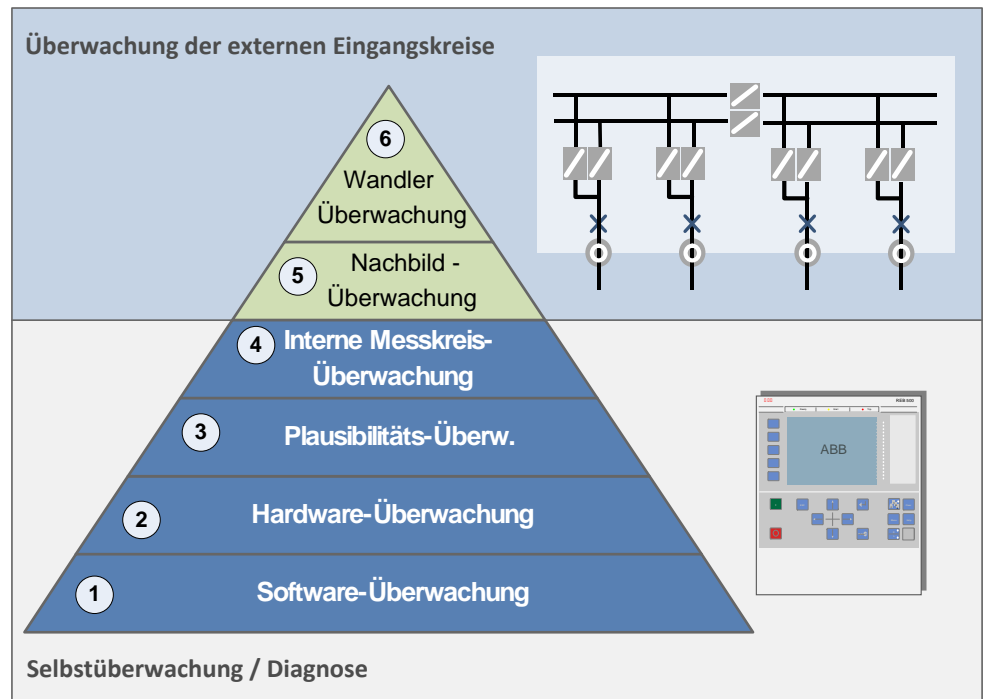 Überwachung der externen Eingangskreise
6
Wandler
Überwachung
5
Nachbild -
Überwachung
4
Interne Messkreis-
Überwachung
3
Plausibilitäts-Überw.
2
Hardware-Überwachung
1
Software-Überwachung
Selbstüberwachung / Diagnose
ABB